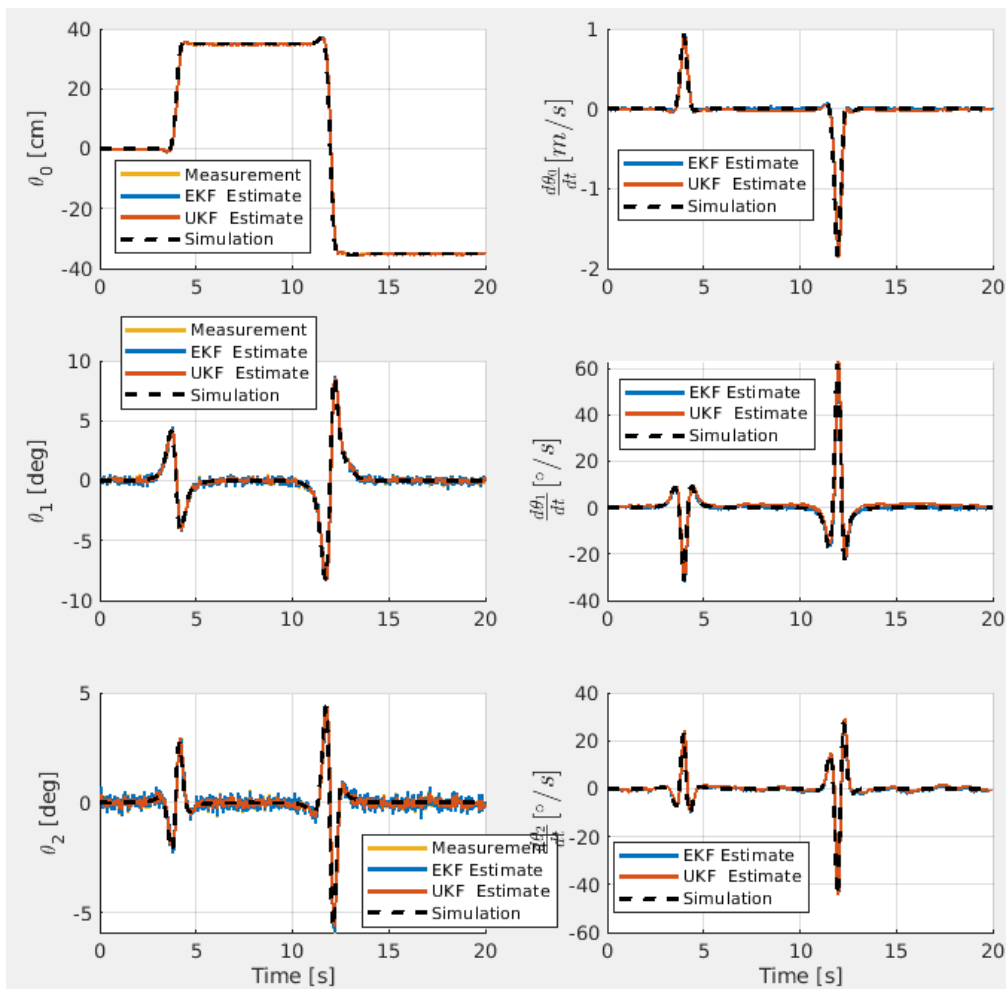 40
20
0
-20
-40
θ0 [cm]
Measurement
EKF Estimate
UKF Estimate
Simulation
0 5 10 15 20
1
0
-1
-2
dθ0/dt [m/s]
EKF Estimate
UKF Estimate
Simulation
0 5 10 15 20
Measurement
EKF Estimate
UKF Estimate
Simulation
10
5
0
-5
-10
θ1 [deg]
0 5 10 15 20
60
40
20
0
-20
-40
dθ1/dt [◦/s]
EKF Estimate
UKF Estimate
Simulation
0 5 10 15 20
5
0
-5
θ2 [deg]
Measurement
EKF Estimate
UKF Estimate
Simulation
0 5 10 15 20
Time [s]
40
20
0
-20
-40
-60
dθ2/dt [◦/s]
EKF Estimate
UKF Estimate
Simulation
0 5 10 15 20
Time [s]